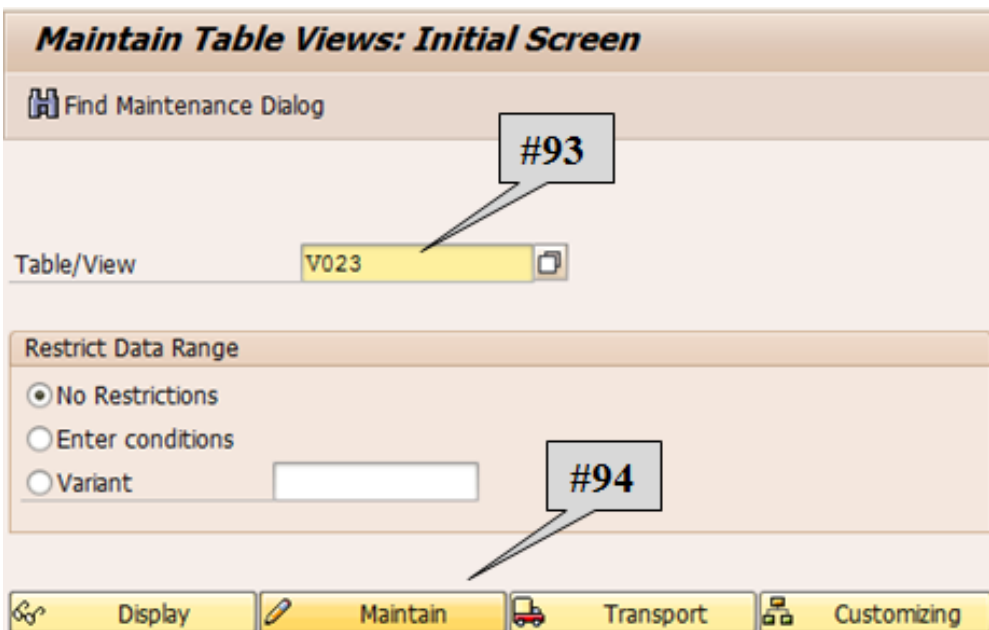 Maintain Table Views: Initial Screen
Find Maintenance Dialog
#93
Table/View V023
Restrict Data Range
No Restrictions
Enter conditions
Variant
#94
Display Maintain Transport Customizing